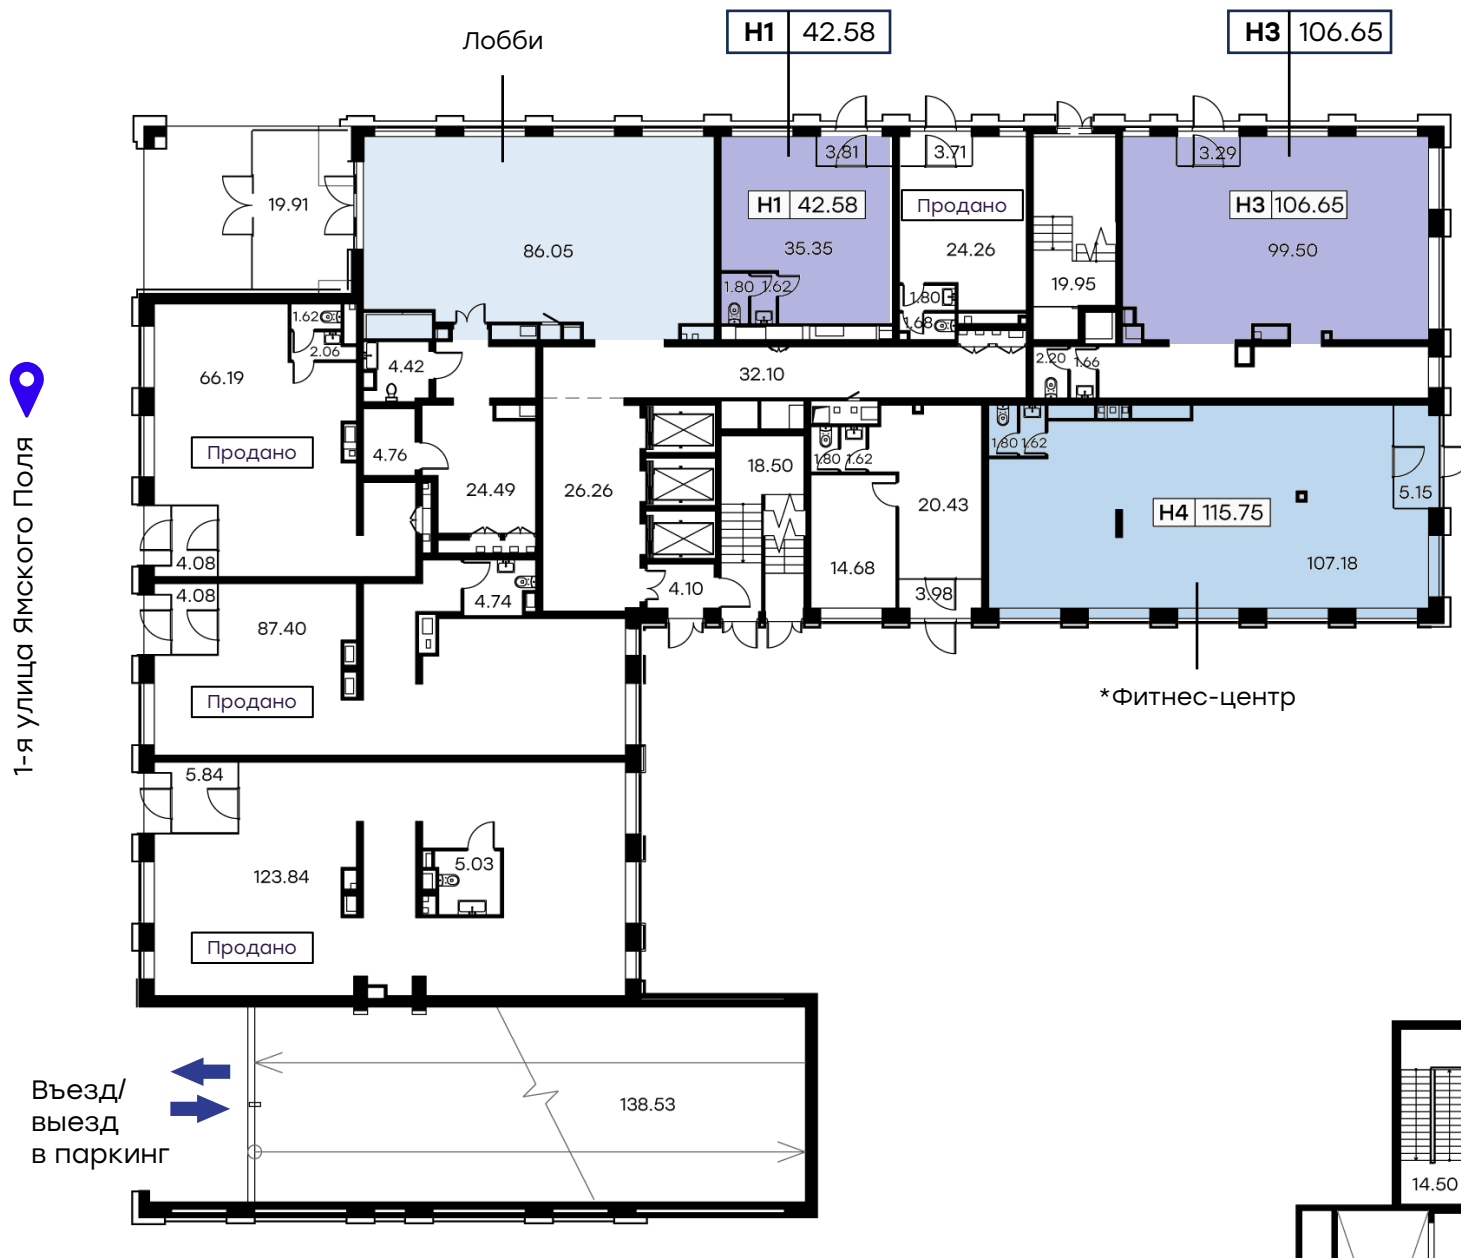 Лобби
Н1 42.58
Н3 106.65
3.81
3.71
3.29
19.91
Н1 42.58
Продано
Н3 106.65
86.05
35.35
24.26
99.50
19.95
1.80
1.62
1.80
1.68
1.62
2.06
4.42
66.19
32.10
2.20
1.66
Продано
4.76
18.50
1.80
1.62
1.80
1.62
24.49
26.26
20.43
Н4 115.75
5.15
4.08
14.68
107.18
4.08
4.74
4.10
3.98
87.40
Продано
*Фитнес-центр
1-я улица Ямского Поля
5.84
5.03
123.84
Продано
Въезд/
выезд
в паркинг
138.53
14.50